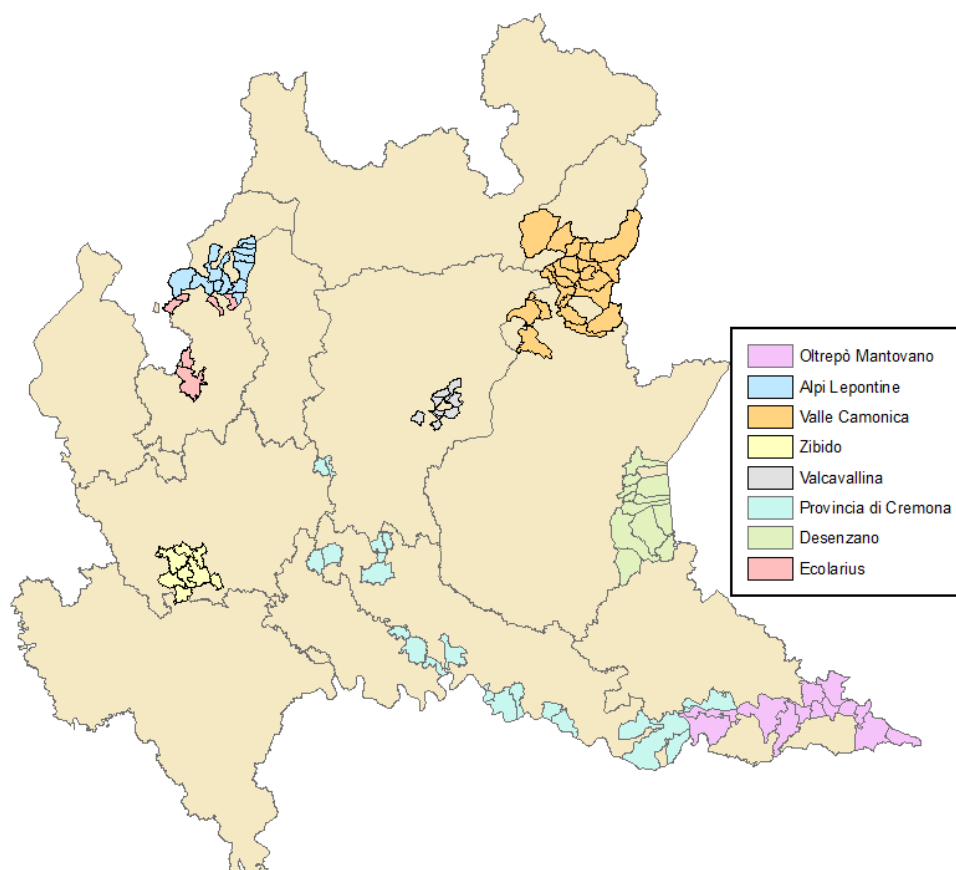 Oltrepò Mantovano
Alpi Lepontine
Valle Camonica
Zibido
Valcavallina
Provincia di Cremona
Desenzano
Ecolarius